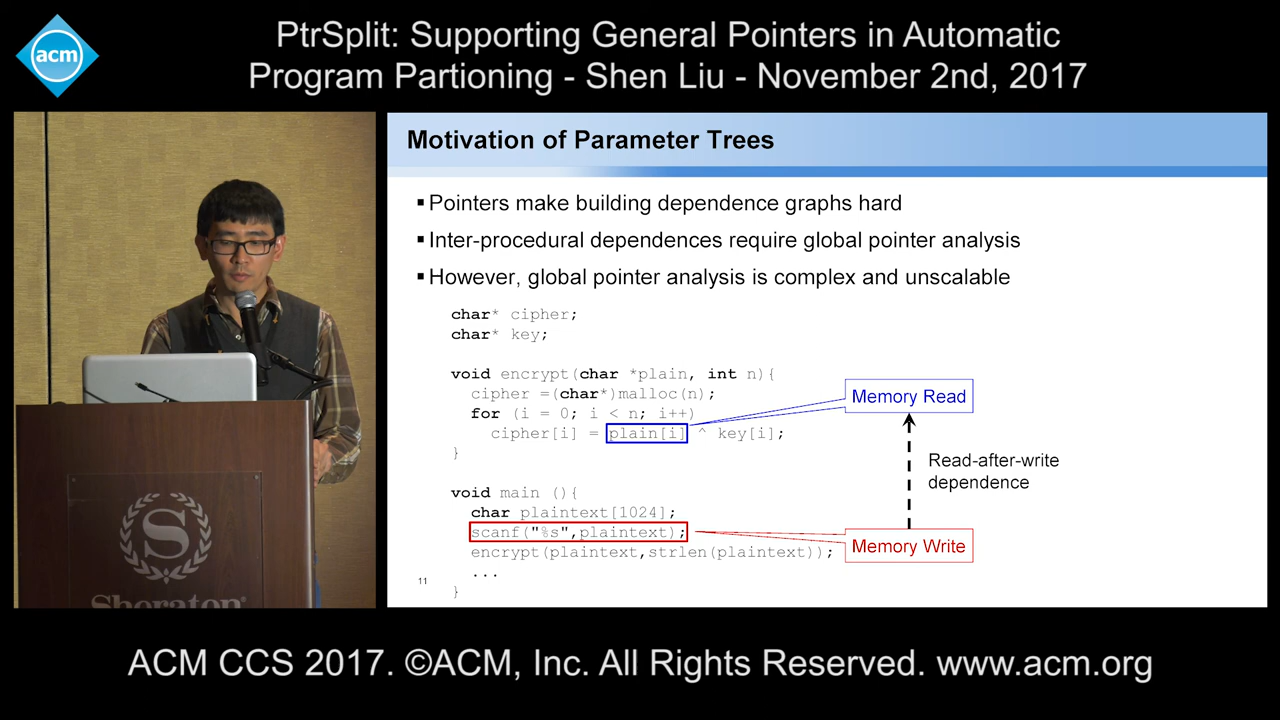 acm
PtrSplit: Supporting General Pointers in Automatic
Program Partioning - Shen Liu - November 2nd, 2017
Motivation of Parameter Trees
▪ Pointers make building dependence graphs hard
▪ Inter-procedural dependences require global pointer analysis
▪ However, global pointer analysis is complex and unscalable
char* cipher;
char* key;
void encrypt(char *plain, int n){
cipher =(char*)malloc(n);
for (i = 0; i < n; i++)
cipher[i] = plain[i] ^ key[i];
}
void main (){
char plaintext[1024];
scanf("%s",plaintext);
encrypt(plaintext,strlen(plaintext));
...
}
Memory Read
Read-after-write
dependence
Memory Write
11
S
Sheraton
ACM CCS 2017. ©ACM, Inc. All Rights Reserved. www.acm.org